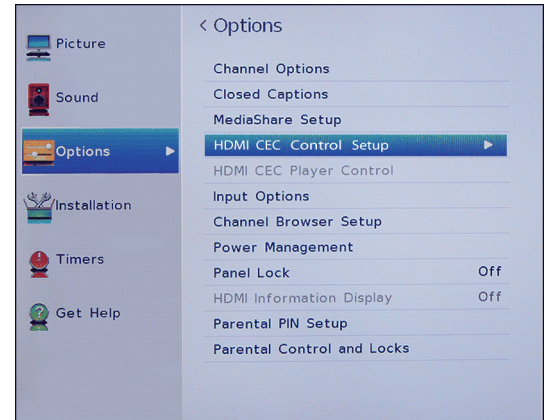 Picture
Sound
Options
Installation
Timers
Get Help
< Options
Channel Options
Closed Captions
MediaShare Setup
HDMI CEC Control Setup
HDMI CEC Player Control
Input Options
Channel Browser Setup
Power Management
Panel Lock Off
HDMI Information Display Off
Parental PIN Setup
Parental Control and Locks